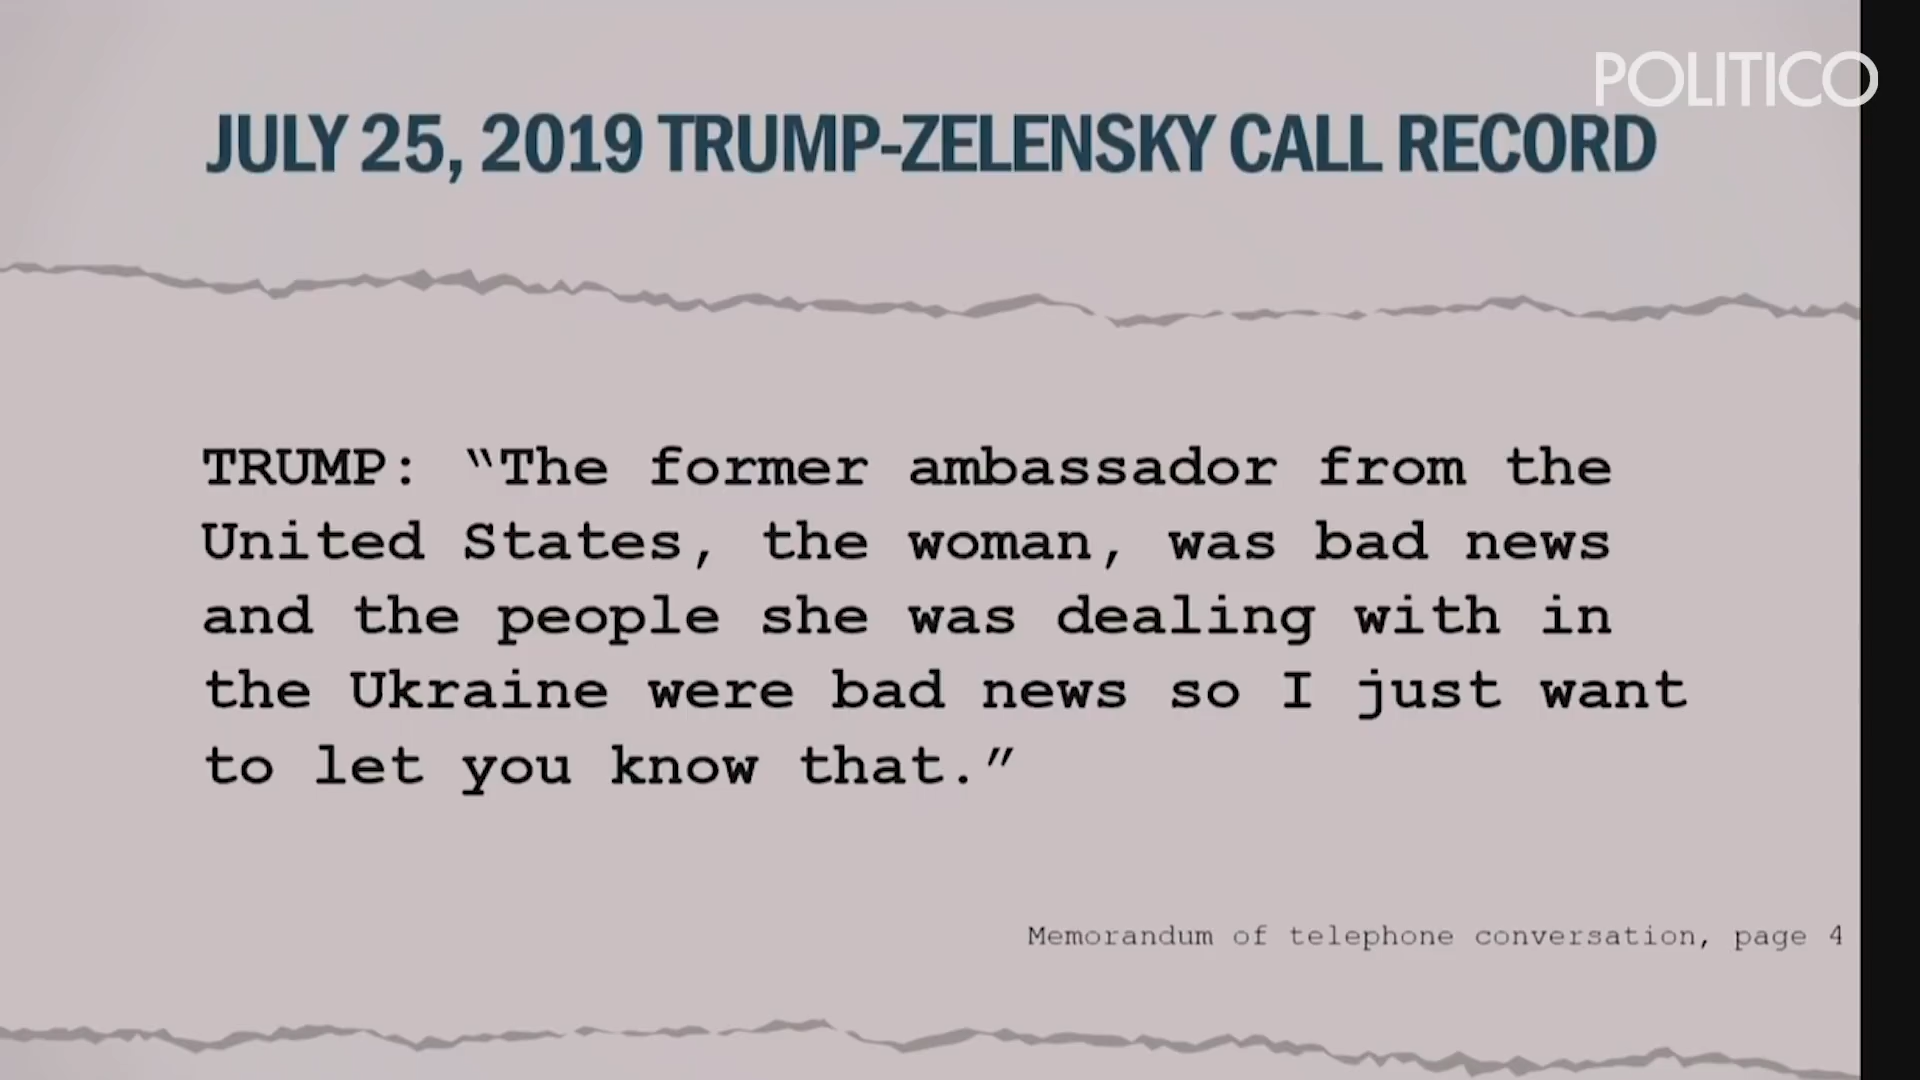 POLITICO
JULY 25, 2019 TRUMP-ZELENSKY CALL RECORD
TRUMP: “The former ambassador from the
United States, the woman, was bad news
and the people she was dealing with in
the Ukraine were bad news so I just want
to let you know that.”
Memorandum of telephone conversation, page 4